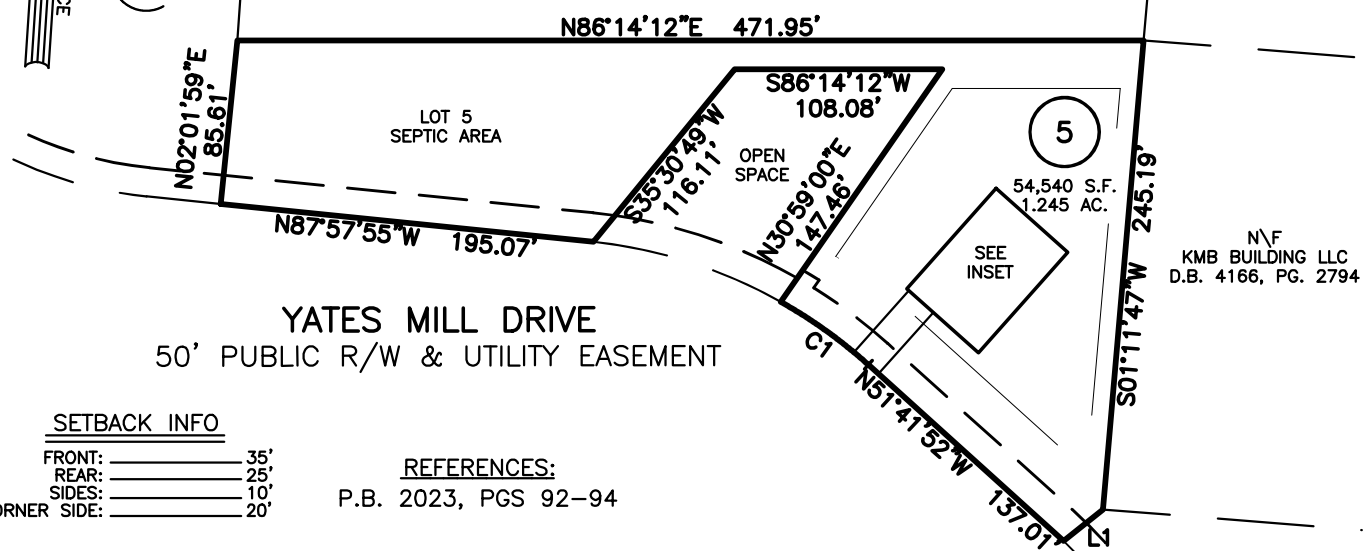 CE
N86°14'12"E 471.95'
N02°01'59"E
85.61'
LOT 5
SEPTIC AREA
S86°14'12"W
108.08'
S35°30'49"W
116.11'
OPEN
SPACE
N30°59'00"E
147.46'
5
54,540 S.F.
1.245 AC.
S01°11'47"W 245.19'
SEE
INSET
N\F
KMB BUILDING LLC
D.B. 4166, PG. 2794
N87°57'55"W 195.07'
YATES MILL DRIVE
50' PUBLIC R/W & UTILITY EASEMENT
C1
N51°41'52"W 137.01'
L1
SETBACK INFO
FRONT: 35'
REAR: 25'
SIDES: 10'
ORNER SIDE: 20'
REFERENCES:
P.B. 2023, PGS 92-94